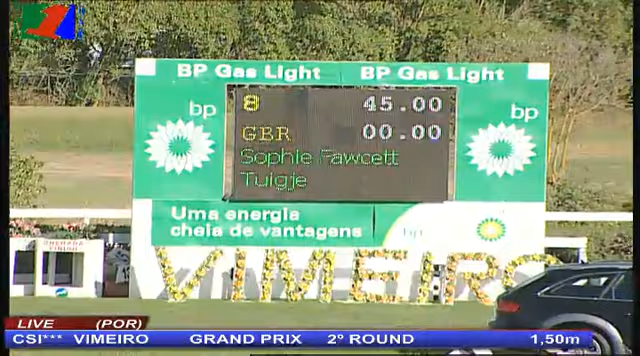 BP Gas Light BP Gas Light
bp
8 45.00
GBR 00.00
bp
Sophie Fawcett
Tuigje
Uma energia
cheia de vantagens
bp
VIMEIRO
LIVE (POR)
CSI*** VIMEIRO GRAND PRIX 2º ROUND 1,50m